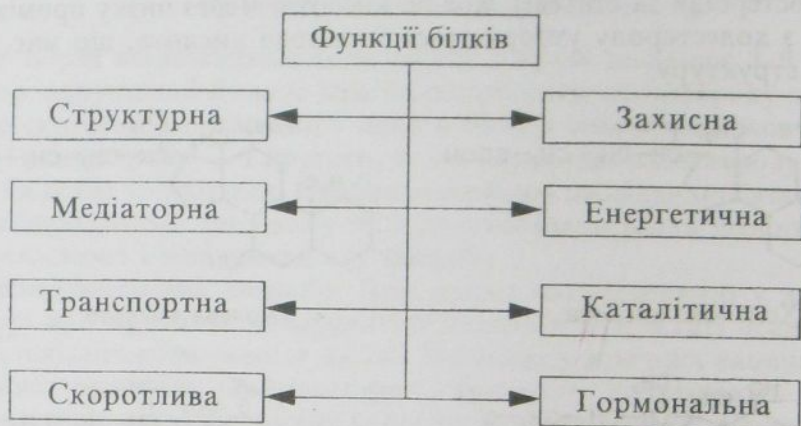 Функції білків
Структурна
Захисна
Медіаторна
Енергетична
Транспортна
Каталітична
Скоротлива
Гормональна